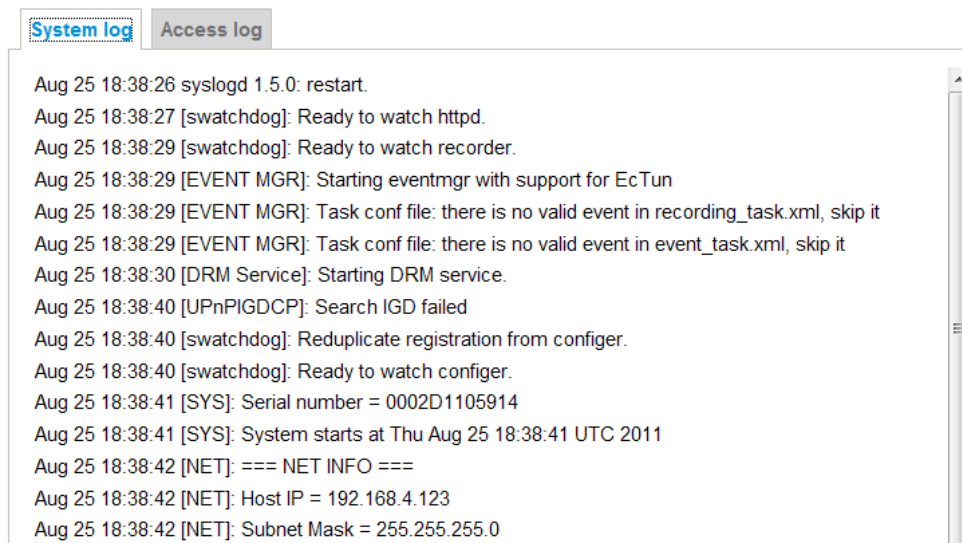 System log Access log
Aug 25 18:38:26 syslogd 1.5.0: restart.
Aug 25 18:38:27 [swatchdog]: Ready to watch httpd.
Aug 25 18:38:29 [swatchdog]: Ready to watch recorder.
Aug 25 18:38:29 [EVENT MGR]: Starting eventmgr with support for EcTun
Aug 25 18:38:29 [EVENT MGR]: Task conf file: there is no valid event in recording_task.xml, skip it
Aug 25 18:38:29 [EVENT MGR]: Task conf file: there is no valid event in event_task.xml, skip it
Aug 25 18:38:30 [DRM Service]: Starting DRM service.
Aug 25 18:38:40 [UPnPIGDCP]: Search IGD failed
Aug 25 18:38:40 [swatchdog]: Reduplicate registration from configer.
Aug 25 18:38:40 [swatchdog]: Ready to watch configer.
Aug 25 18:38:41 [SYS]: Serial number = 0002D1105914
Aug 25 18:38:41 [SYS]: System starts at Thu Aug 25 18:38:41 UTC 2011
Aug 25 18:38:42 [NET]: === NET INFO ===
Aug 25 18:38:42 [NET]: Host IP = 192.168.4.123
Aug 25 18:38:42 [NET]: Subnet Mask = 255.255.255.0